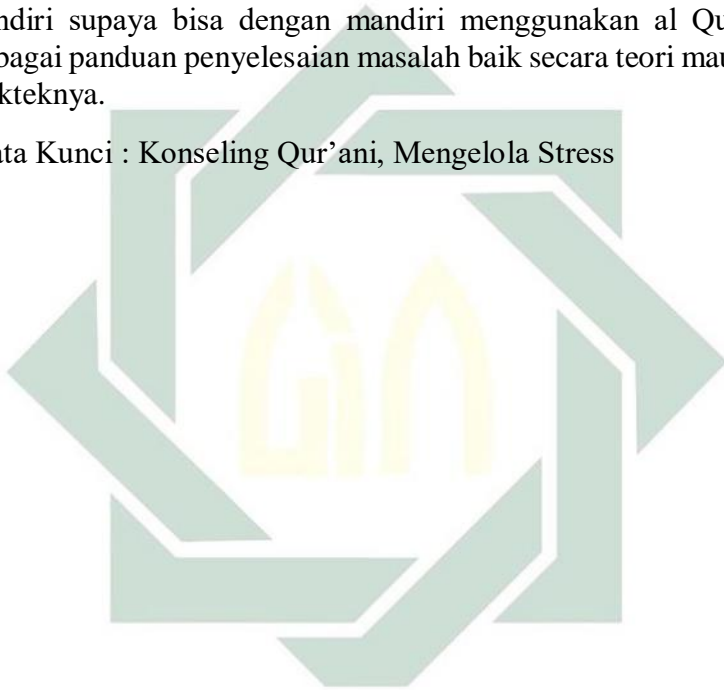 ndiri supaya bisa dengan mandiri menggunakan al Qu
bagai panduan penyelesaian masalah baik secara teori mau
kteknya.
ata Kunci : Konseling Qur’ani, Mengelola Stress